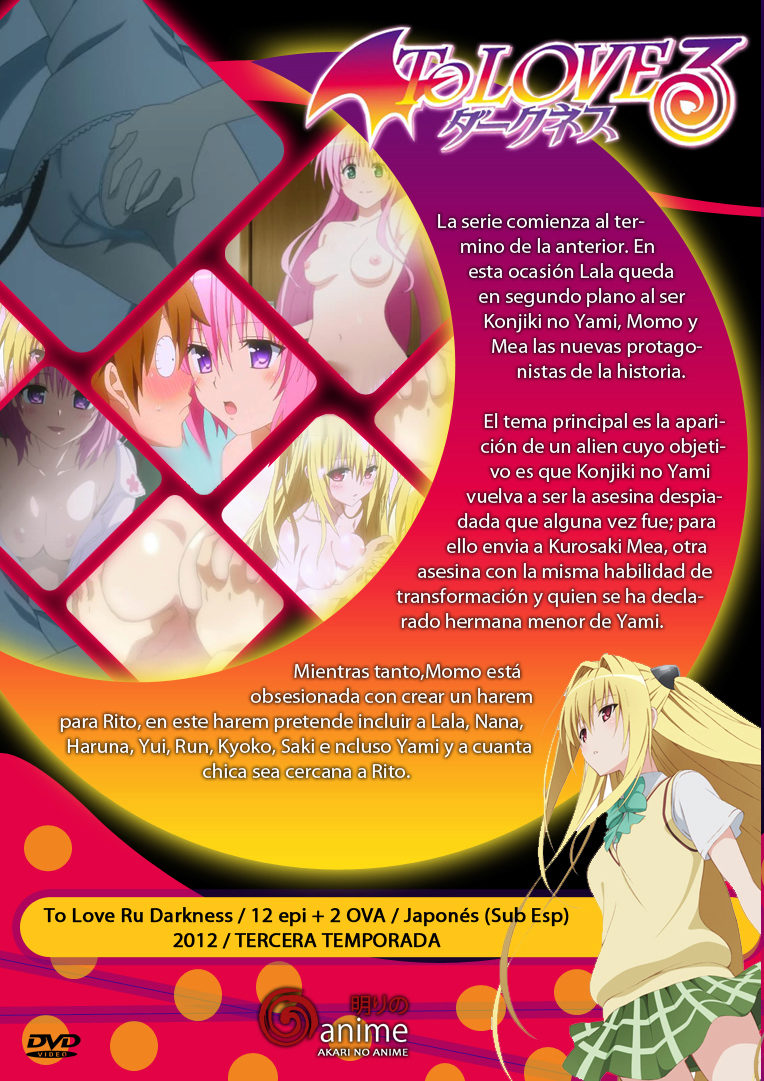 To LOVEる
ダークネス
La serie comienza al ter-
mino de la anterior. En
esta ocasión Lala queda
en segundo plano al ser
Konjiki no Yami, Momo y
Mea las nuevas protago-
nistas de la historia.
El tema principal es la apari-
ción de un alien cuyo objeti-
vo es que Konjiki no Yami
vuelva a ser la asesina despia-
dada que alguna vez fue; para
ello envia a Kurosaki Mea, otra
asesina con la misma habilidad de
transformación y quien se ha decla-
rado hermana menor de Yami.
Mientras tanto,Momo está
obsesionada con crear un harem
para Rito, en este harem pretende incluir a Lala, Nana,
Haruna, Yui, Run, Kyoko, Saki e ncluso Yami y a cuanta
chica sea cercana a Rito.
To Love Ru Darkness / 12 epi + 2 OVA / Japonés (Sub Esp)
2012 / TERCERA TEMPORADA
明りの
anime
AKARI NO ANIME
DVD
VIDEO